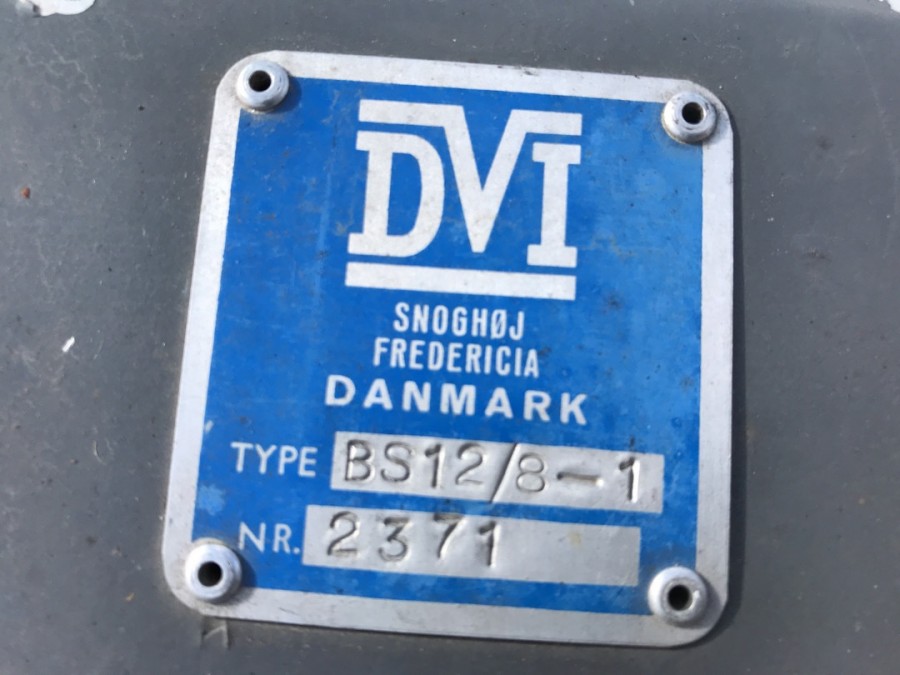 DVI
SNOGHØJ
FREDERICIA
DANMARK
TYPE BS12/8-1
NR. 2371